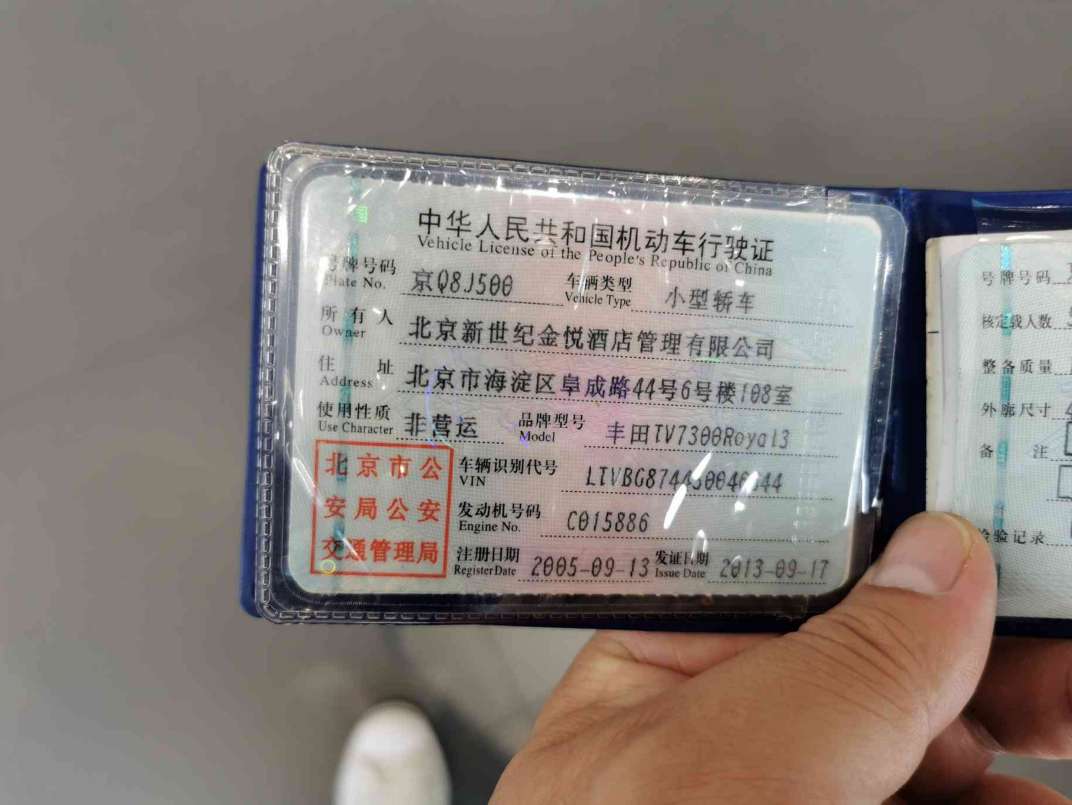 中华人民共和国机动车行驶证
Vehicle License of the People's Republic of China
号牌号码 京Q8J500 车辆类型 小型轿车
Plate No. Vehicle Type
所有人 北京新世纪金悦酒店管理有限公司
Owner
住址 北京市海淀区阜成路44号6号楼108室
Address
使用性质 非营运 品牌型号 丰田TV7300Royal3
Use Character Model
北京市公
安局公安
交通管理局
车辆识别代号
VIN
发动机号码 C015886
Engine No.
注册日期 2005-09-13 发证日期 2013-09-17
Register Date Issue Date
号牌号码
核定载人数
整备质量
外廓尺寸
备注
检验记录